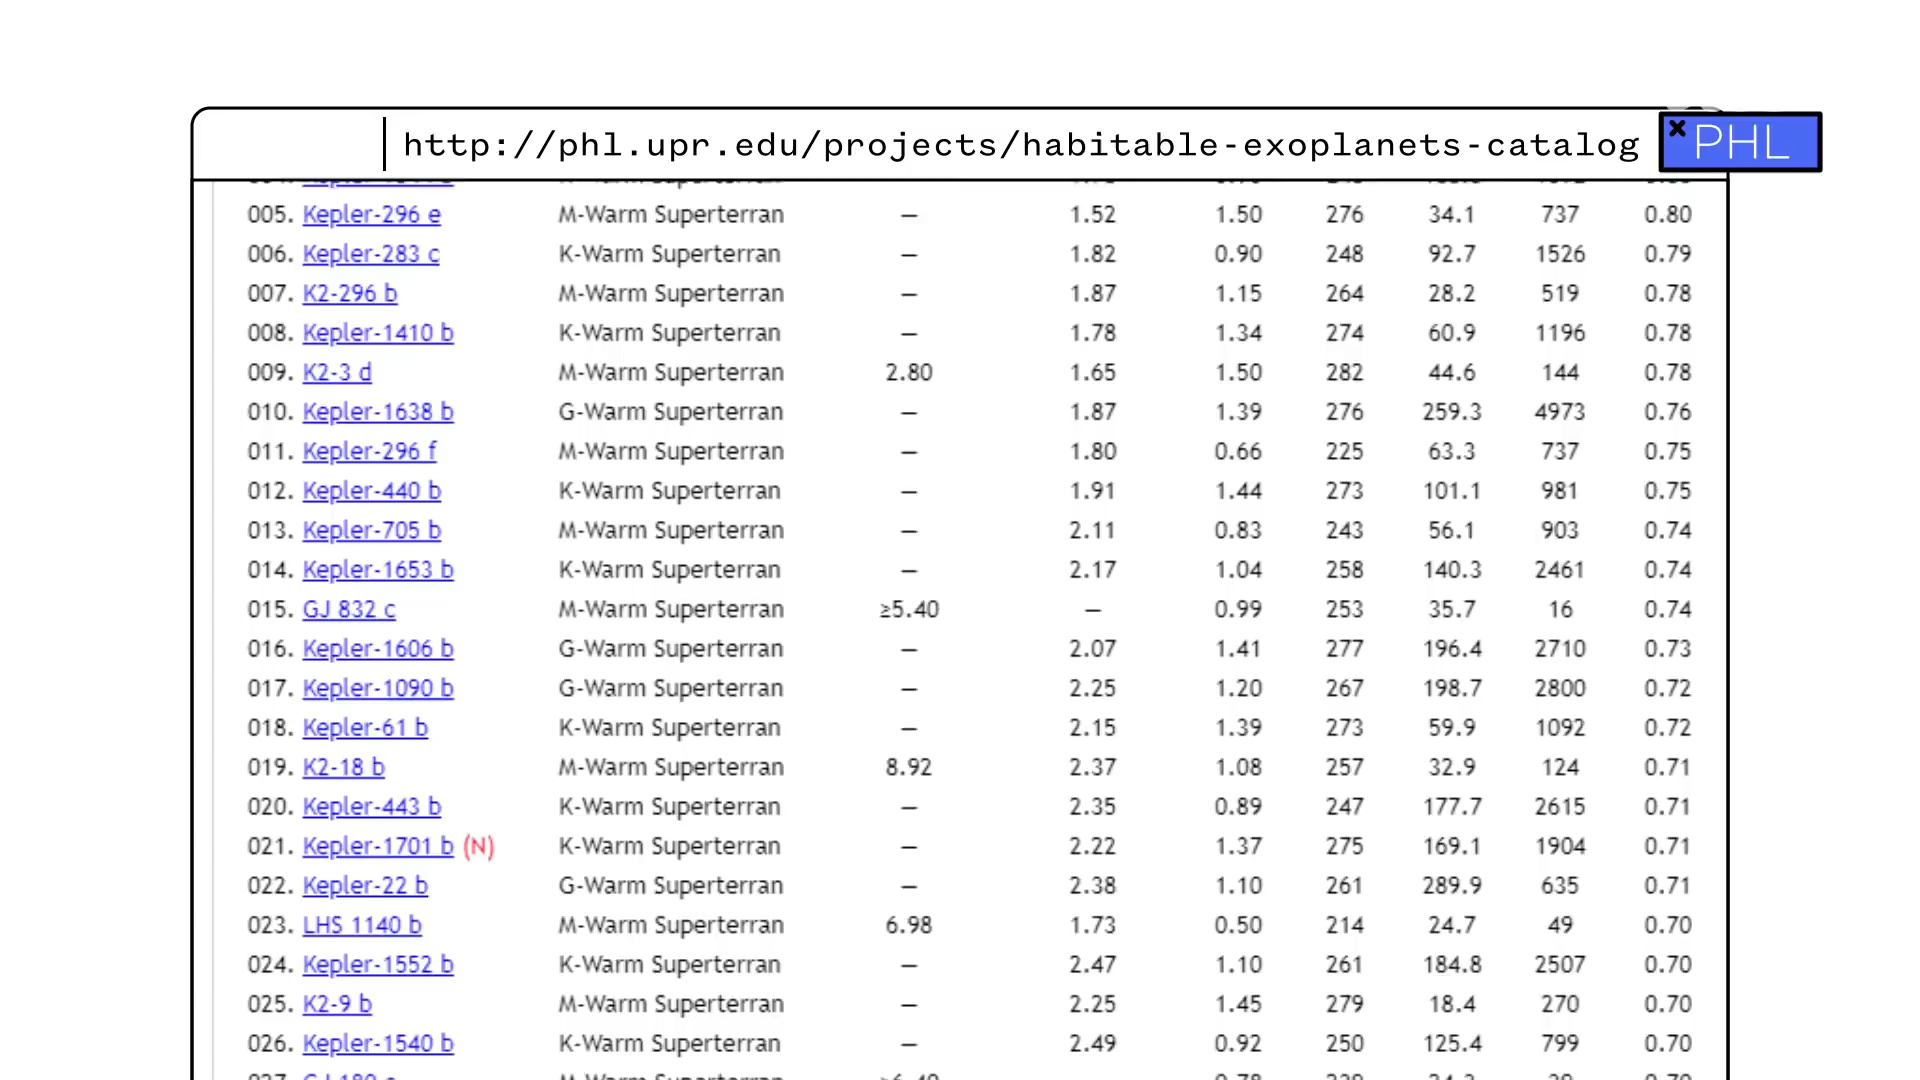 http://phl.upr.edu/projects/habitable-exoplanets-catalog PHL
005. Kepler-296 e M-Warm Superterran — 1.52 1.50 276 34.1 737 0.80
006. Kepler-283 c K-Warm Superterran — 1.82 0.90 248 92.7 1526 0.79
007. K2-296 b M-Warm Superterran — 1.87 1.15 264 28.2 519 0.78
008. Kepler-1410 b K-Warm Superterran — 1.78 1.34 274 60.9 1196 0.78
009. K2-3 d M-Warm Superterran 2.80 1.65 1.50 282 44.6 144 0.78
010. Kepler-1638 b G-Warm Superterran — 1.87 1.39 276 259.3 4973 0.76
011. Kepler-296 f M-Warm Superterran — 1.80 0.66 225 63.3 737 0.75
012. Kepler-440 b K-Warm Superterran — 1.91 1.44 273 101.1 981 0.75
013. Kepler-705 b M-Warm Superterran — 2.11 0.83 243 56.1 903 0.74
014. Kepler-1653 b K-Warm Superterran — 2.17 1.04 258 140.3 2461 0.74
015. GJ 832 c M-Warm Superterran ≥5.40 — 0.99 253 35.7 16 0.74
016. Kepler-1606 b G-Warm Superterran — 2.07 1.41 277 196.4 2710 0.73
017. Kepler-1090 b G-Warm Superterran — 2.25 1.20 267 198.7 2800 0.72
018. Kepler-61 b K-Warm Superterran — 2.15 1.39 273 59.9 1092 0.72
019. K2-18 b M-Warm Superterran 8.92 2.37 1.08 257 32.9 124 0.71
020. Kepler-443 b K-Warm Superterran — 2.35 0.89 247 177.7 2615 0.71
021. Kepler-1701 b (N) K-Warm Superterran — 2.22 1.37 275 169.1 1904 0.71
022. Kepler-22 b G-Warm Superterran — 2.38 1.10 261 289.9 635 0.71
023. LHS 1140 b M-Warm Superterran 6.98 1.73 0.50 214 24.7 49 0.70
024. Kepler-1552 b K-Warm Superterran — 2.47 1.10 261 184.8 2507 0.70
025. K2-9 b M-Warm Superterran — 2.25 1.45 279 18.4 270 0.70
026. Kepler-1540 b K-Warm Superterran — 2.49 0.92 250 125.4 799 0.70